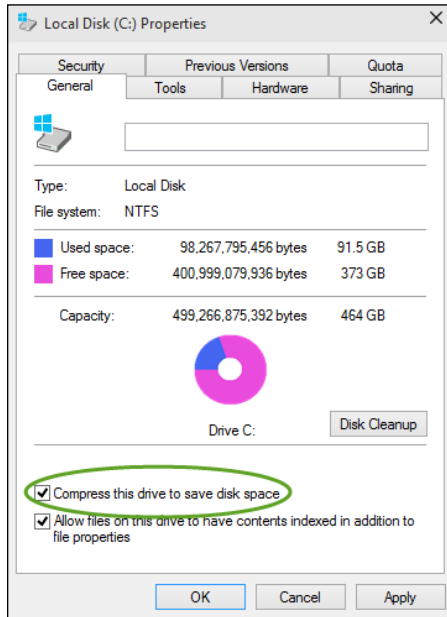 Local Disk (C:) Properties
Security Previous Versions Quota
General Tools Hardware Sharing
Type: Local Disk
File system: NTFS
Used space: 98,267,795,456 bytes 91.5 GB
Free space: 400,999,079,936 bytes 373 GB
Capacity: 499,266,875,392 bytes 464 GB
Drive C: Disk Cleanup
Compress this drive to save disk space
Allow files on this drive to have contents indexed in addition to
file properties
OK Cancel Apply